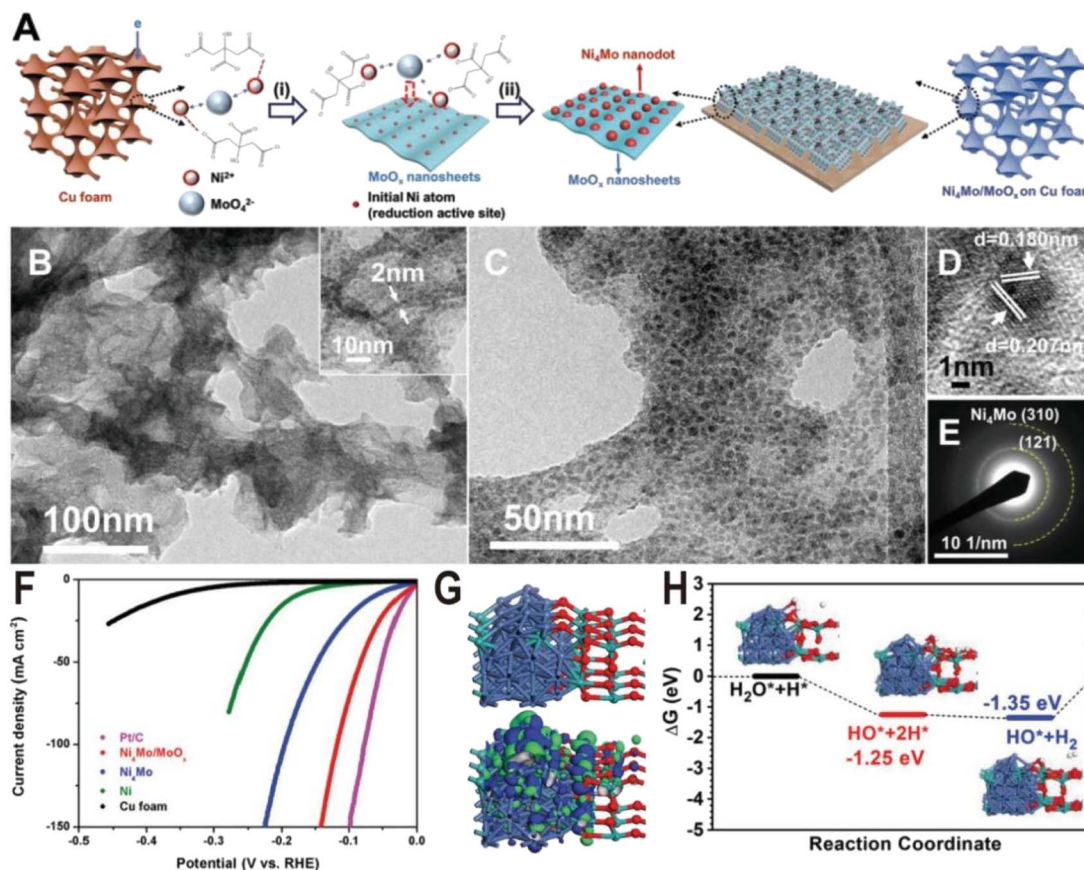 A
e
(i)
(ii)
Ni₄Mo nanodot
Cu foam
Ni²⁺
MoO₄²⁻
MoOₓ nanosheets
Initial Ni atom
(reduction active site)
MoOₓ nanosheets
Ni₄Mo/MoOₓ on Cu foam
B
2nm
10nm
100nm
C
50nm
D
d=0.180nm
d=0.207nm
1nm
E
Ni₄Mo (310)
(121)
10 1/nm
F
0
-50
-100
-150
Current density (mA cm⁻²)
Pt/C
Ni₄Mo/MoOₓ
Ni₄Mo
Ni
Cu foam
-0.5 -0.4 -0.3 -0.2 -0.1 0.0
Potential (V vs. RHE)
G
H
3
2
1
0
-1
-2
-3
-4
-5
ΔG (eV)
H₂O*+H*
HO*+2H*
-1.25 eV
-1.35 eV
HO*+H₂
Reaction Coordinate